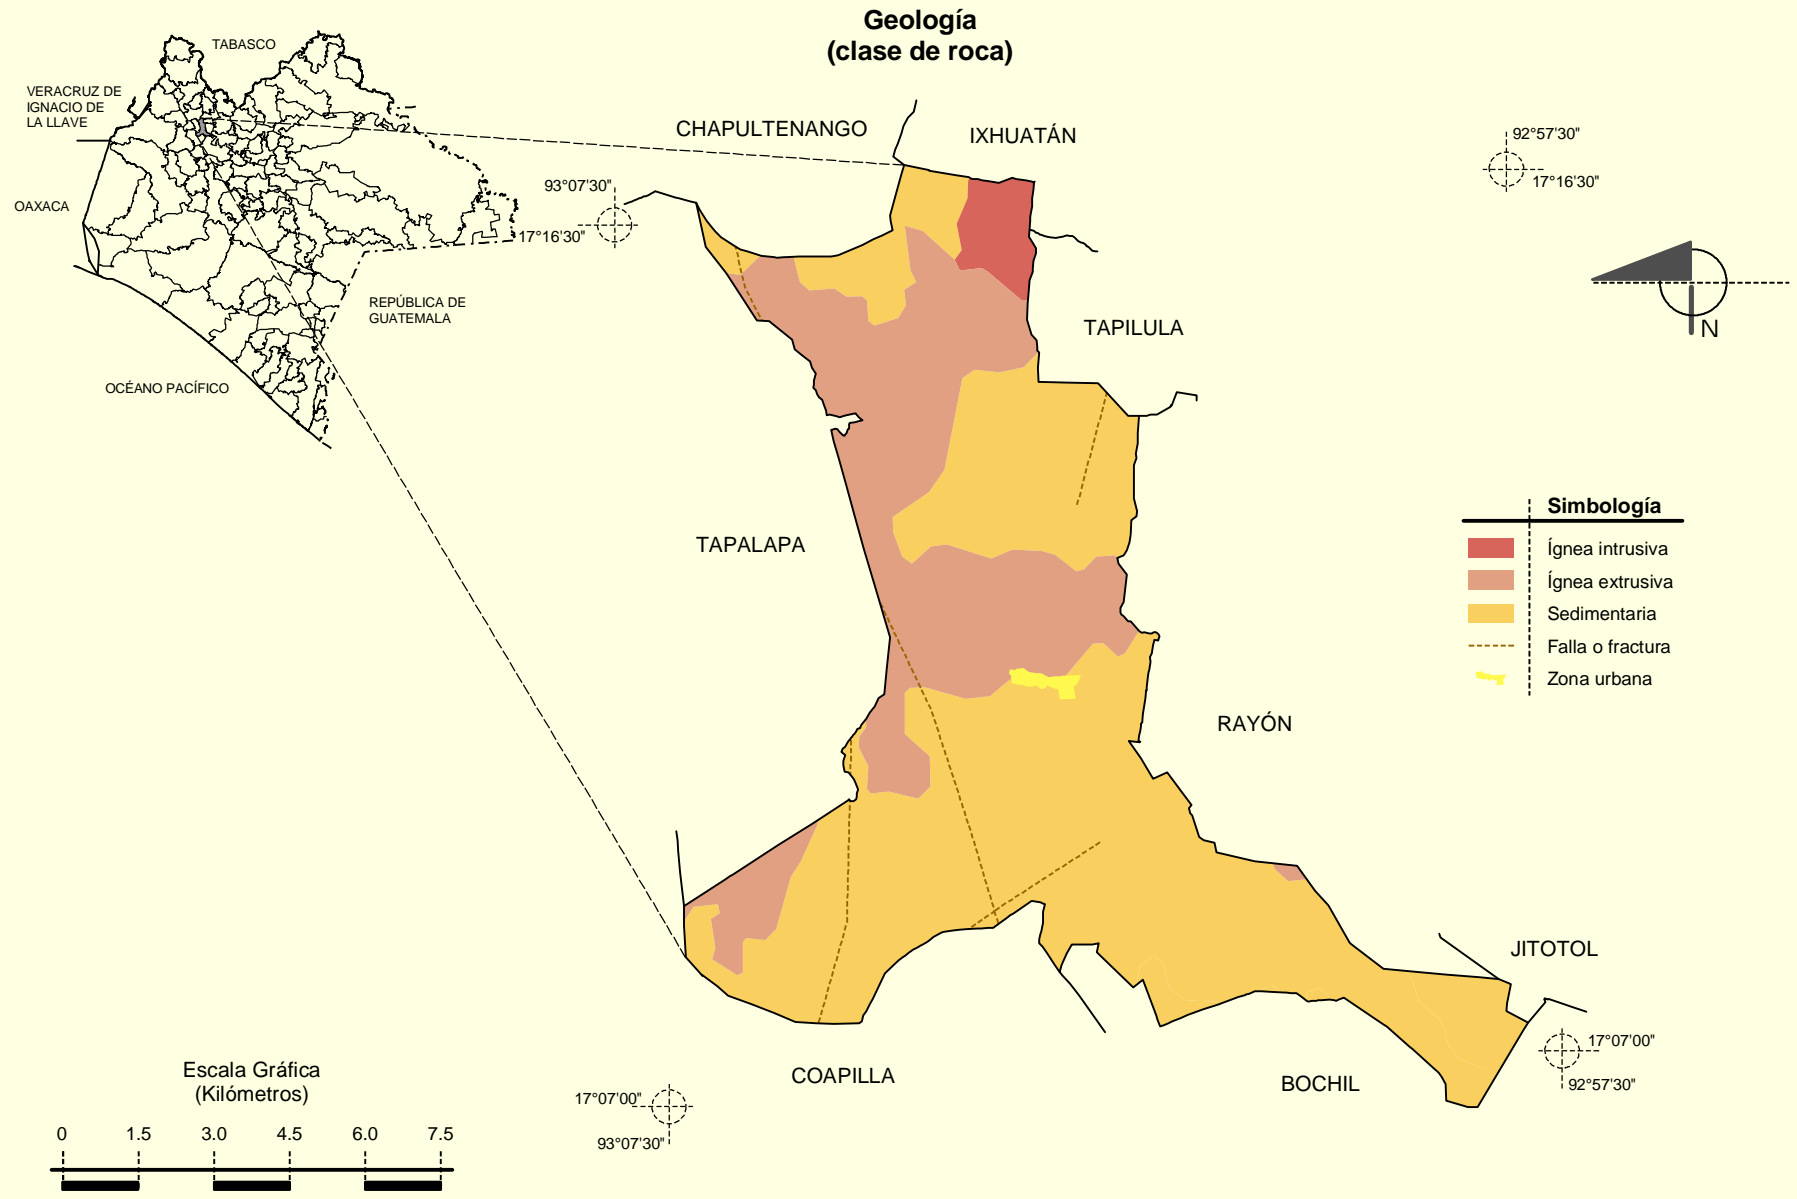 Geología
(clase de roca)
TABASCO
VERACRUZ DE
IGNACIO DE
LA LLAVE
OAXACA
REPÚBLICA DE
GUATEMALA
OCÉANO PACÍFICO
CHAPULTENANGO
IXHUATÁN
92°57'30"
17°16'30"
93°07'30"
17°16'30"
N
TAPILULA
TAPALAPA
Simbología
Ígnea intrusiva
Ígnea extrusiva
Sedimentaria
Falla o fractura
Zona urbana
RAYÓN
JITOTOL
17°07'00"
92°57'30"
COAPILLA
BOCHIL
17°07'00"
93°07'30"
Escala Gráfica
(Kilómetros)
0 1.5 3.0 4.5 6.0 7.5